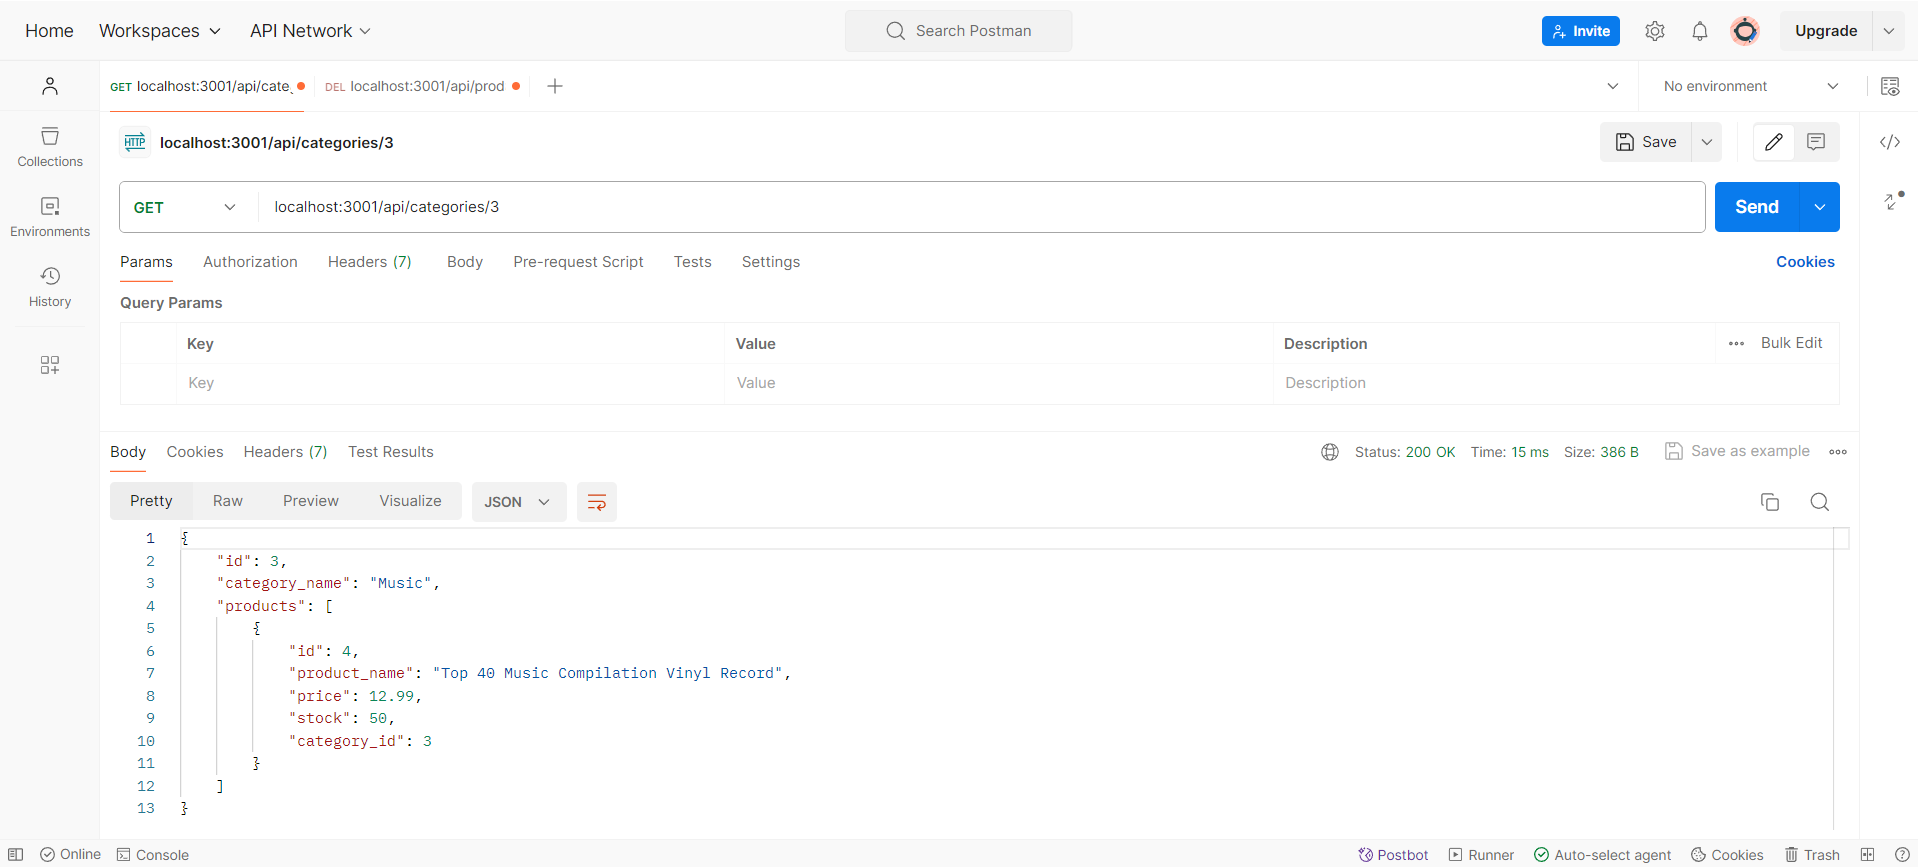 Home Workspaces API Network Search Postman Invite Upgrade
GET localhost:3001/api/cate DEL localhost:3001/api/prod No environment
HTTP localhost:3001/api/categories/3 Save
Collections
GET localhost:3001/api/categories/3 Send
Environments
Params Authorization Headers (7) Body Pre-request Script Tests Settings Cookies
History
Query Params
Key Value Description Bulk Edit
Key Value Description
Body Cookies Headers (7) Test Results Status: 200 OK Time: 15 ms Size: 386 B Save as example
Pretty Raw Preview Visualize JSON
1 {
2 "id": 3,
3 "category_name": "Music",
4 "products": [
5 {
6 "id": 4,
7 "product_name": "Top 40 Music Compilation Vinyl Record",
8 "price": 12.99,
9 "stock": 50,
10 "category_id": 3
11 }
12 ]
13 }
Online Console Postbot Runner Auto-select agent Cookies Trash